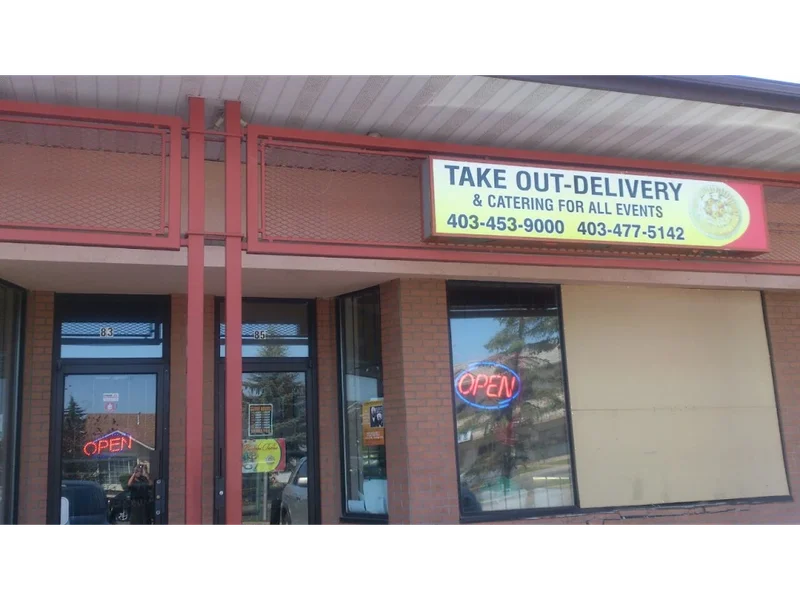 TAKE OUT-DELIVERY
& CATERING FOR ALL EVENTS
403-453-9000 403-477-5142
83
85
OPEN
OPEN